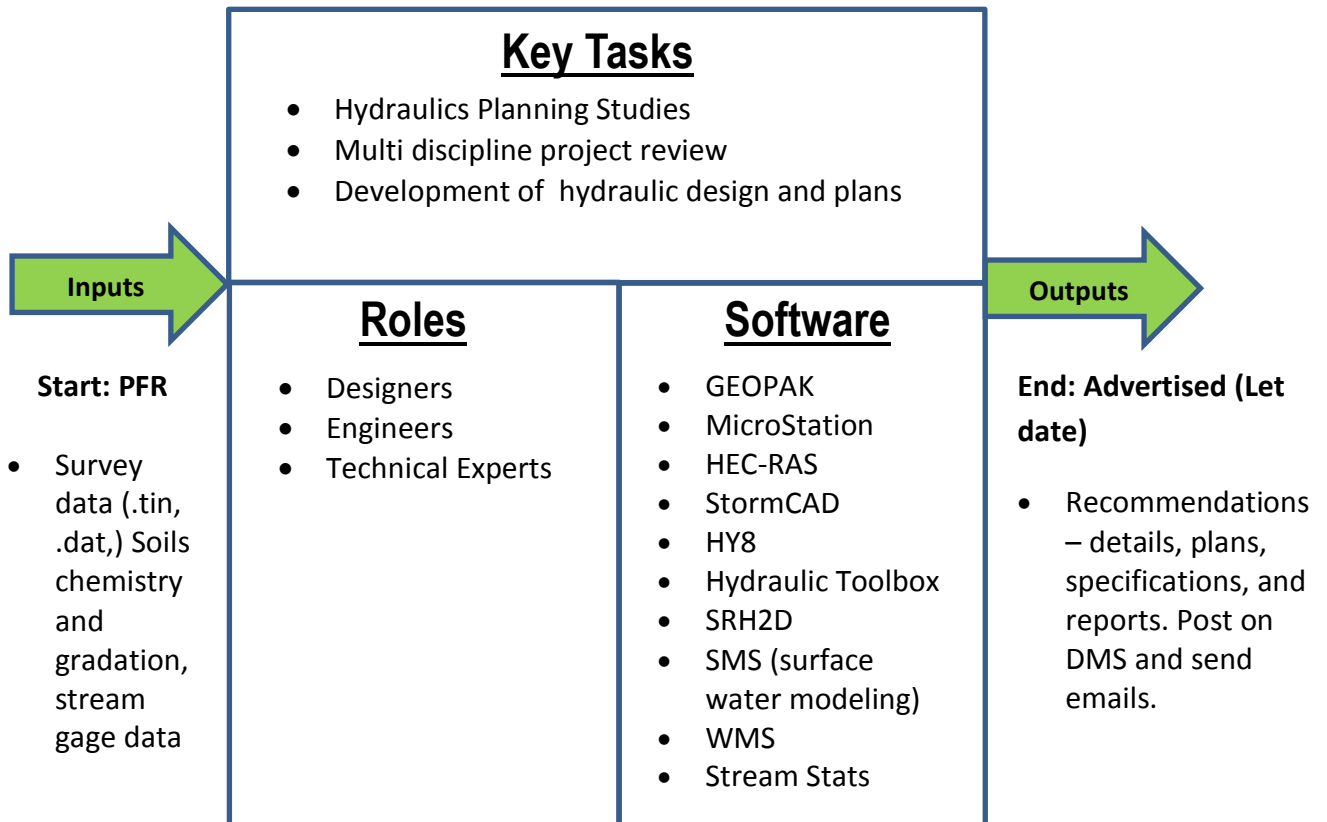 Key Tasks
• Hydraulics Planning Studies
• Multi discipline project review
• Development of  hydraulic design and plans
Inputs
Start: PFR
• Survey
data (.tin,
.dat,) Soils
chemistry
and
gradation,
stream
gage data
Roles
• Designers
• Engineers
• Technical Experts
Software
• GEOPAK
• MicroStation
• HEC-RAS
• StormCAD
• HY8
• Hydraulic Toolbox
• SRH2D
• SMS (surface
water modeling)
• WMS
• Stream Stats
Outputs
End: Advertised (Let
date)
• Recommendations
– details, plans,
specifications, and
reports. Post on
DMS and send
emails.